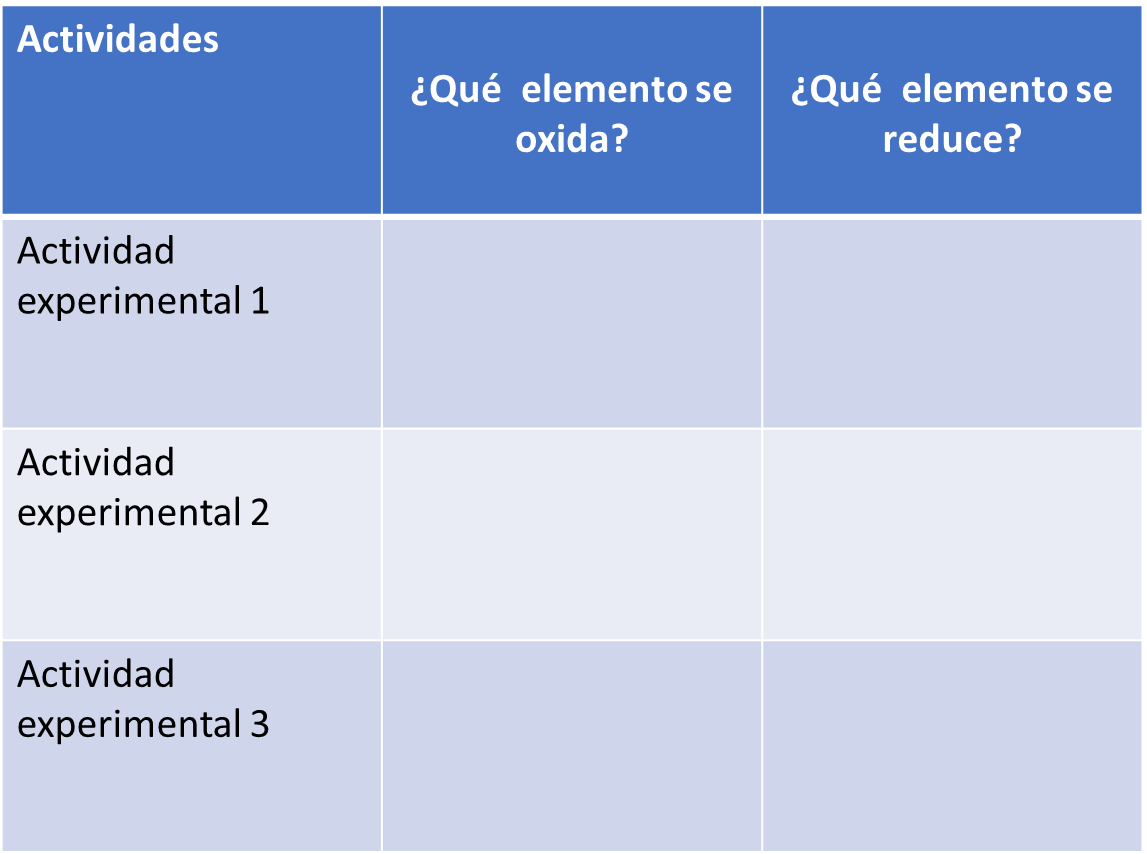 Actividades
¿Qué elemento se
oxida?
¿Qué elemento se
reduce?
Actividad
experimental 1
Actividad
experimental 2
Actividad
experimental 3